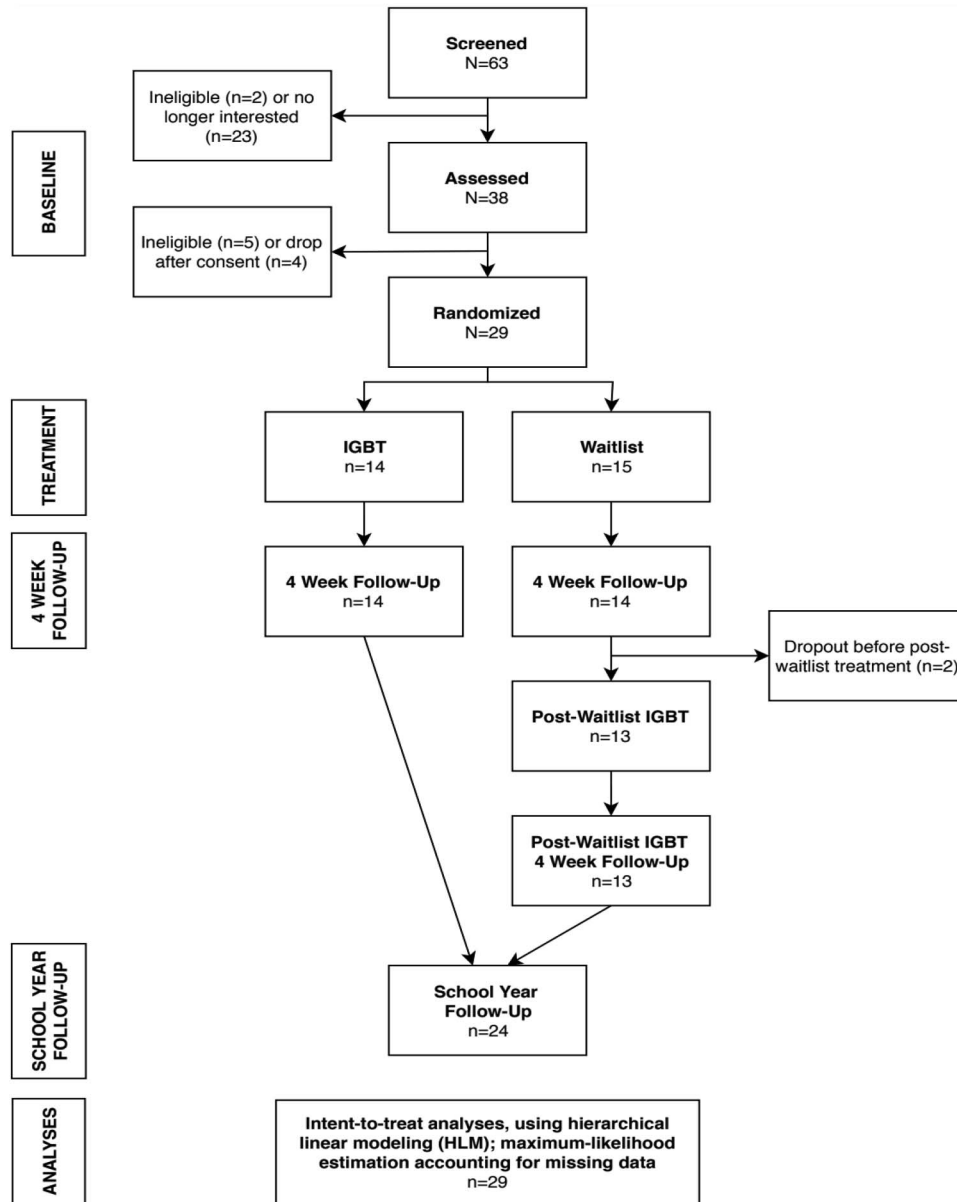 Screened
N=63
Ineligible (n=2) or no
longer interested
(n=23)
BASELINE
Assessed
N=38
Ineligible (n=5) or drop
after consent (n=4)
Randomized
N=29
TREATMENT
IGBT
n=14
Waitlist
n=15
4 WEEK
FOLLOW-UP
4 Week Follow-Up
n=14
4 Week Follow-Up
n=14
Dropout before post-
waitlist treatment (n=2)
Post-Waitlist IGBT
n=13
Post-Waitlist IGBT
4 Week Follow-Up
n=13
SCHOOL YEAR
FOLLOW-UP
School Year
Follow-Up
n=24
ANALYSES
Intent-to-treat analyses, using hierarchical
linear modeling (HLM); maximum-likelihood
estimation accounting for missing data
n=29